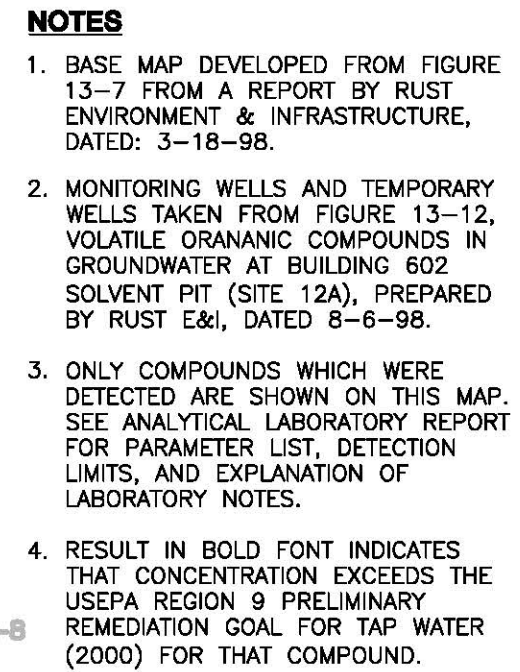 NOTES
1. BASE MAP DEVELOPED FROM FIGURE
13-7 FROM A REPORT BY RUST
ENVIRONMENT & INFRASTRUCTURE,
DATED: 3-18-98.
2. MONITORING WELLS AND TEMPORARY
WELLS TAKEN FROM FIGURE 13-12,
VOLATILE ORANANIC COMPOUNDS IN
GROUNDWATER AT BUILDING 602
SOLVENT PIT (SITE 12A), PREPARED
BY RUST E&I, DATED 8-6-98.
3. ONLY COMPOUNDS WHICH WERE
DETECTED ARE SHOWN ON THIS MAP.
SEE ANALYTICAL LABORATORY REPORT
FOR PARAMETER LIST, DETECTION
LIMITS, AND EXPLANATION OF
LABORATORY NOTES.
4. RESULT IN BOLD FONT INDICATES
THAT CONCENTRATION EXCEEDS THE
USEPA REGION 9 PRELIMINARY
-8 REMEDIATION GOAL FOR TAP WATER
(2000) FOR THAT COMPOUND.